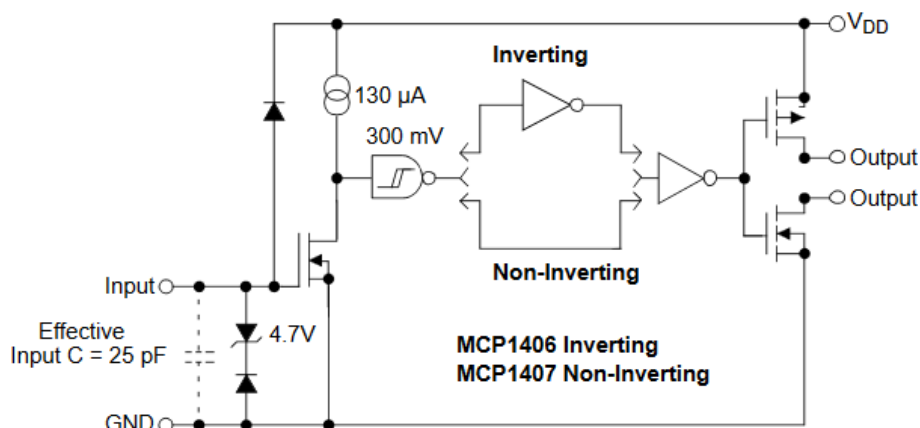 V_DD
Inverting
130 µA
300 mV
Output
Output
Non-Inverting
Input
Effective
Input C = 25 pF
4.7V
MCP1406 Inverting
MCP1407 Non-Inverting
GND